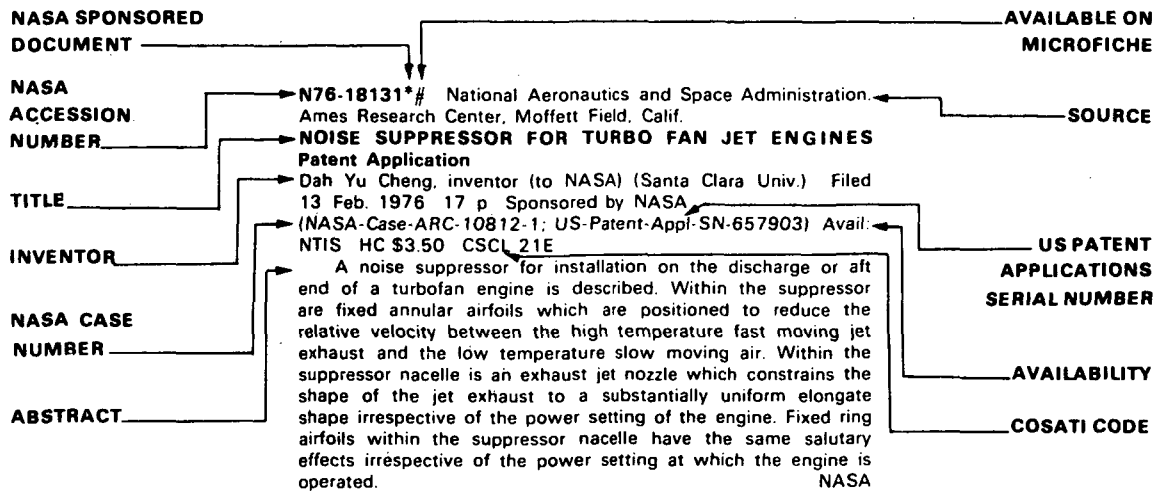 NASA SPONSORED
DOCUMENT
AVAILABLE ON
MICROFICHE
NASA
ACCESSION
NUMBER
SOURCE
TITLE
INVENTOR
NASA CASE
NUMBER
ABSTRACT
N76-18131*# National Aeronautics and Space Administration.
Ames Research Center, Moffett Field, Calif.
NOISE SUPPRESSOR FOR TURBO FAN JET ENGINES
Patent Application
Dah Yu Cheng, inventor (to NASA) (Santa Clara Univ.) Filed
13 Feb. 1976 17 p Sponsored by NASA
(NASA-Case-ARC-10812-1; US-Patent-Appl-SN-657903) Avail:
NTIS HC $3.50 CSCL 21E
A noise suppressor for installation on the discharge or aft
end of a turbofan engine is described. Within the suppressor
are fixed annular airfoils which are positioned to reduce the
relative velocity between the high temperature fast moving jet
exhaust and the low temperature slow moving air. Within the
suppressor nacelle is an exhaust jet nozzle which constrains the
shape of the jet exhaust to a substantially uniform elongate
shape irrespective of the power setting of the engine. Fixed ring
airfoils within the suppressor nacelle have the same salutary
effects irrespective of the power setting at which the engine is
operated. NASA
US PATENT
APPLICATIONS
SERIAL NUMBER
AVAILABILITY
COSATI CODE